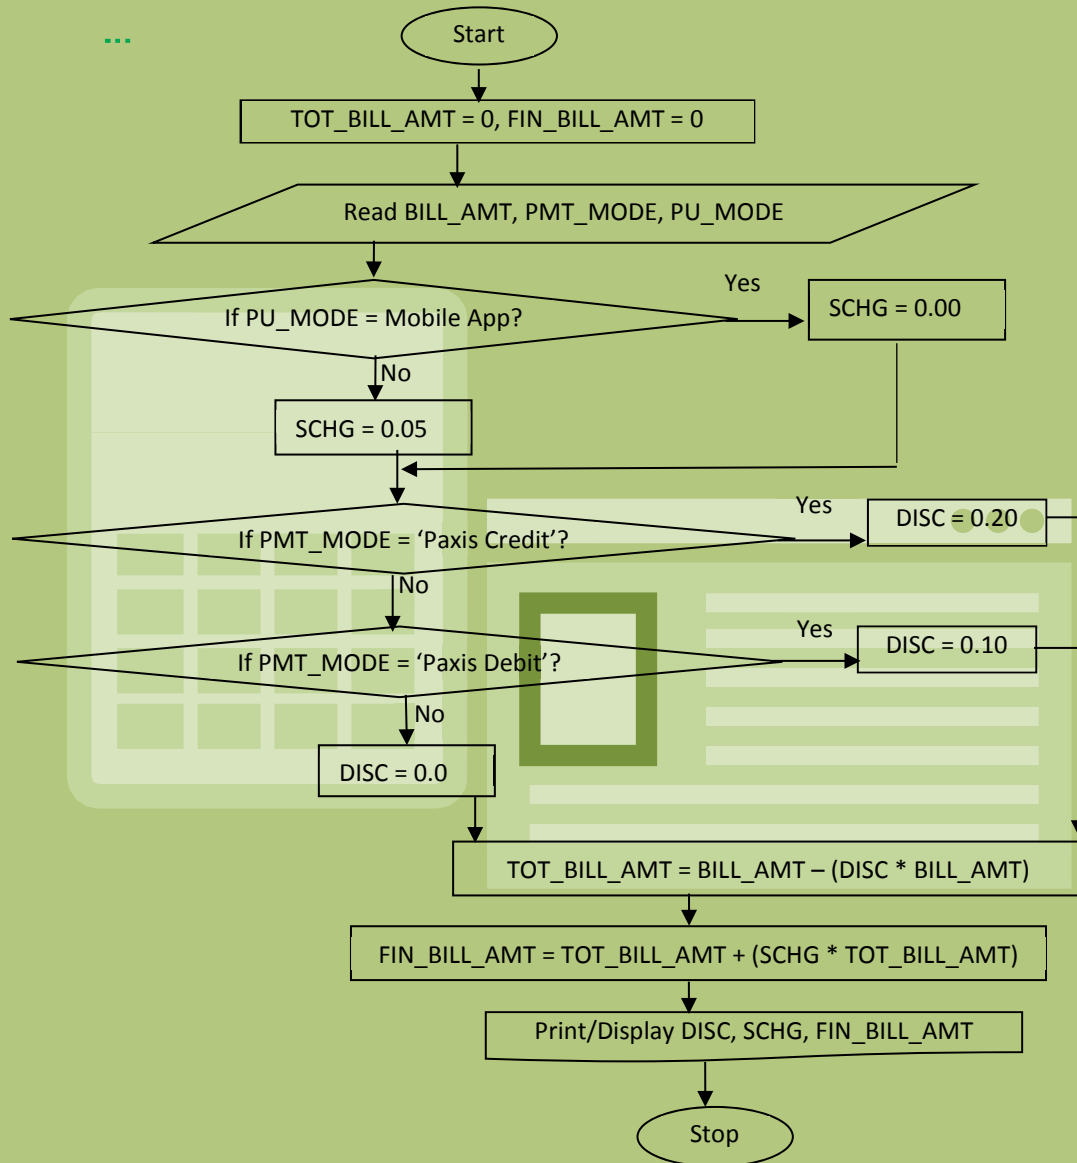 ...
Start
TOT_BILL_AMT = 0, FIN_BILL_AMT = 0
Read BILL_AMT, PMT_MODE, PU_MODE
If PU_MODE = Mobile App?
Yes
SCHG = 0.00
No
SCHG = 0.05
If PMT_MODE = ‘Paxis Credit’?
Yes
DISC = 0.20
No
If PMT_MODE = ‘Paxis Debit’?
Yes
DISC = 0.10
No
DISC = 0.0
TOT_BILL_AMT = BILL_AMT – (DISC * BILL_AMT)
FIN_BILL_AMT = TOT_BILL_AMT + (SCHG * TOT_BILL_AMT)
Print/Display DISC, SCHG, FIN_BILL_AMT
Stop